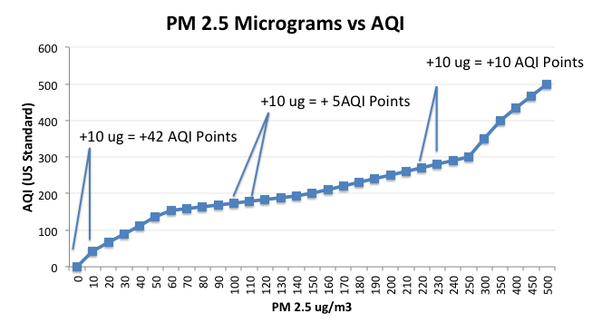 PM 2.5 Micrograms vs AQI
AQI (US Standard)
600
500
400
300
200
100
0
+10 ug = +42 AQI Points
+10 ug = + 5AQI Points
+10 ug = +10 AQI Points
0 10 20 30 40 50 60 70 80 90 100 110 120 130 140 150 160 170 180 190 200 210 220 230 240 250 300 350 400 450 500
PM 2.5 ug/m3